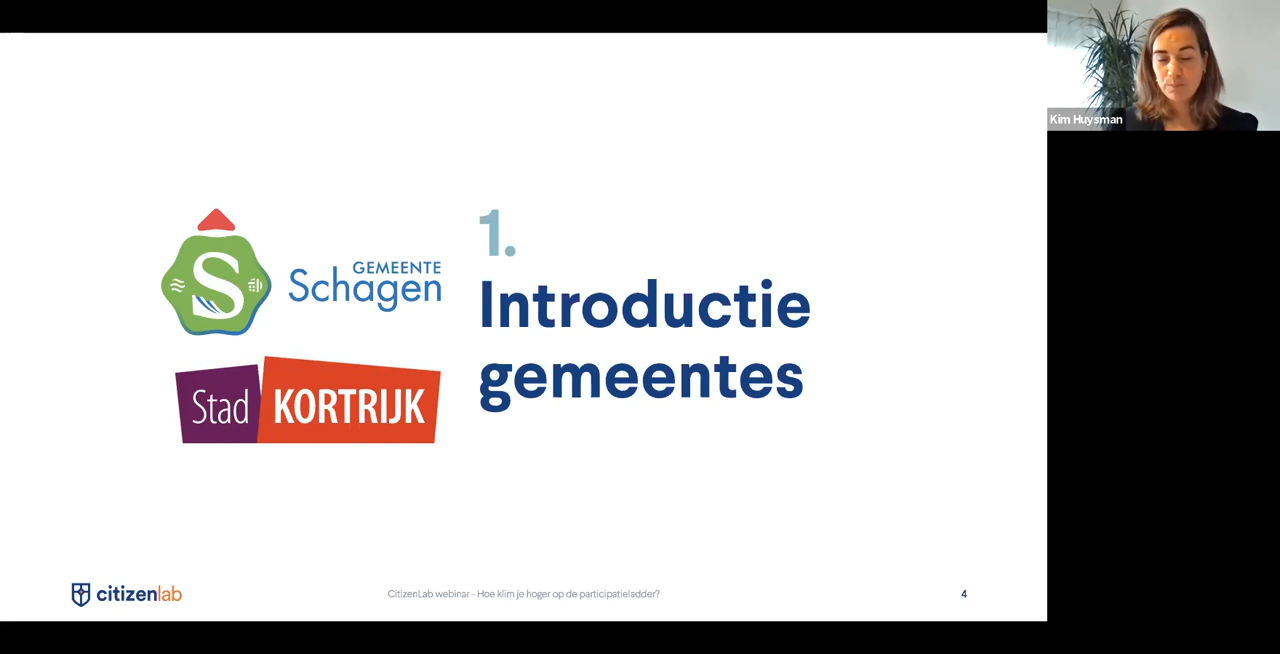 Kim Huysman
S
GEMEENTE
Schagen
Stad KORTRIJK
1.
Introductie
gemeentes
citizenlab
CitizenLab webinar - Hoe klim je hoger op de participatieladder?
4